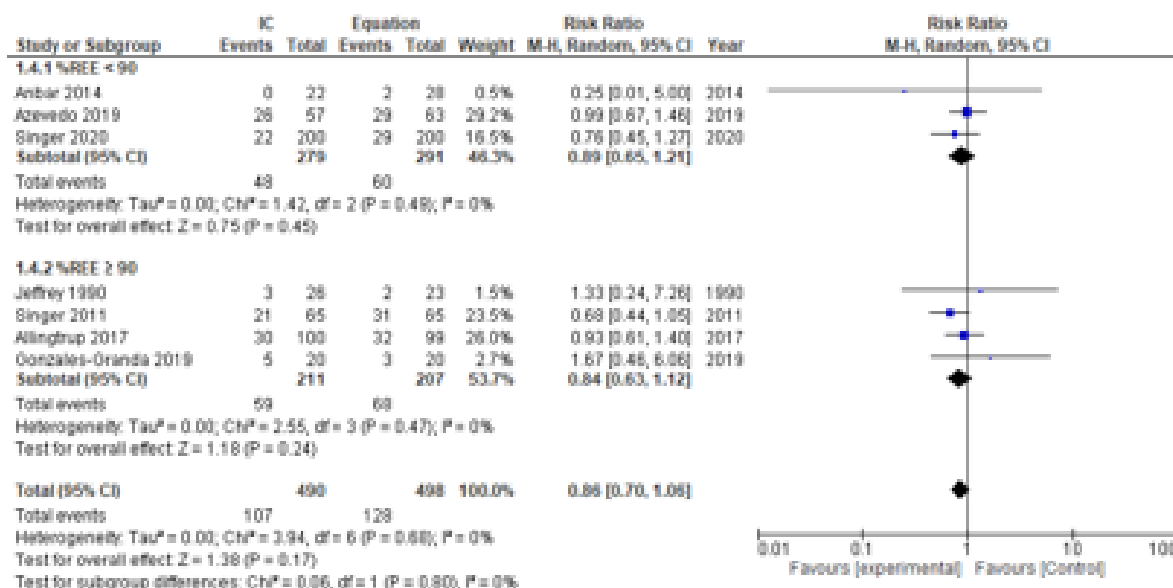 IC Equation Risk Ratio Risk Ratio
Study or Subgroup Events Total Events Total Weight M-H, Random, 95% CI Year M-H, Random, 95% CI
1.4.1 %REE < 90
Anbar 2014 0 22 2 28 0.5% 0.25 [0.01, 5.00] 2014
Azevedo 2019 26 57 29 63 29.2% 0.99 [0.67, 1.46] 2019
Singer 2020 22 200 29 200 16.5% 0.76 [0.45, 1.27] 2020
Subtotal (95% CI) 279 291 46.3% 0.89 [0.65, 1.21]
Total events 48 60
Heterogeneity: Tau² = 0.00; Chi² = 1.42, df = 2 (P = 0.49); I² = 0%
Test for overall effect: Z = 0.75 (P = 0.45)
1.4.2 %REE ≥ 90
Jeffrey 1990 3 26 2 23 1.5% 1.33 [0.24, 7.26] 1990
Singer 2011 21 65 31 65 23.5% 0.68 [0.44, 1.05] 2011
Allingtrup 2017 30 100 32 99 26.0% 0.93 [0.61, 1.40] 2017
Gonzales-Granda 2019 5 20 3 20 2.7% 1.67 [0.46, 6.06] 2019
Subtotal (95% CI) 211 207 53.7% 0.84 [0.63, 1.12]
Total events 59 68
Heterogeneity: Tau² = 0.00; Chi² = 2.55, df = 3 (P = 0.47); I² = 0%
Test for overall effect: Z = 1.18 (P = 0.24)
Total (95% CI) 490 498 100.0% 0.86 [0.70, 1.06]
Total events 107 128
Heterogeneity: Tau² = 0.00; Chi² = 3.94, df = 6 (P = 0.68); I² = 0%
Test for overall effect: Z = 1.38 (P = 0.17)
Test for subgroup differences: Chi² = 0.06, df = 1 (P = 0.80), I² = 0%
0.01 0.1 1 10 100
Favours [experimental] Favours [Control]